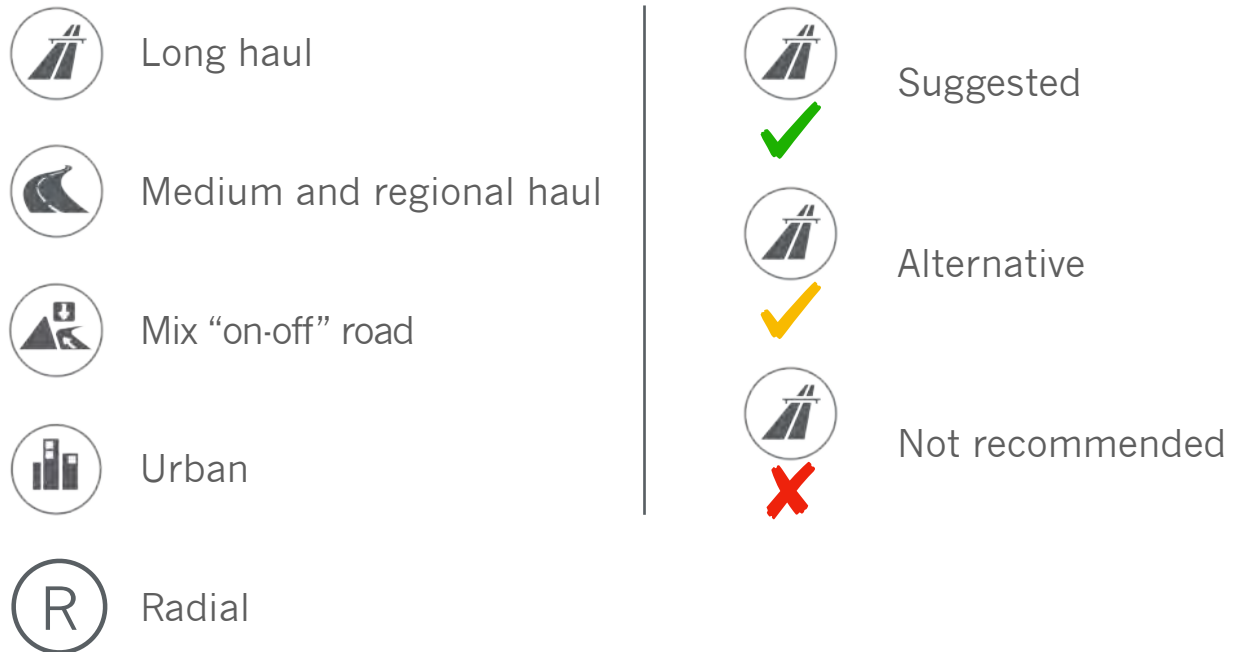 Long haul
Medium and regional haul
Mix “on-off” road
Urban
R
Radial
Suggested
Alternative
Not recommended